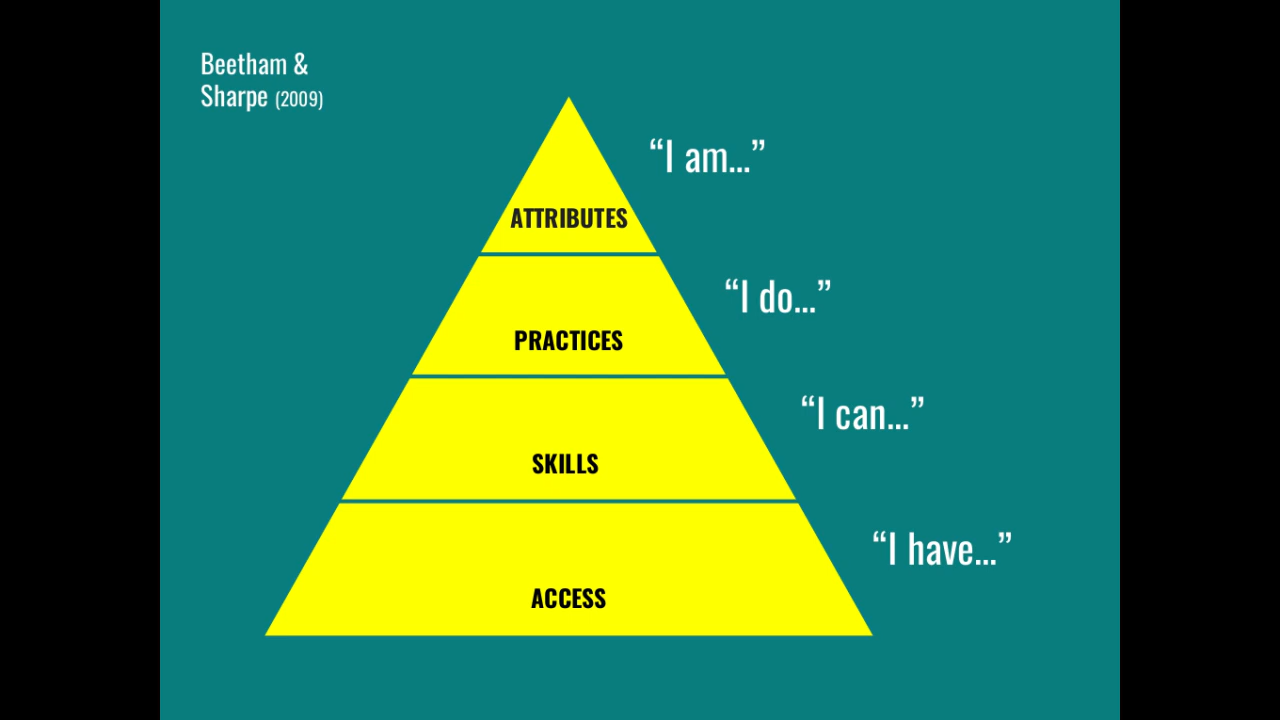 Beetham &
Sharpe (2009)
“I am...”
ATTRIBUTES
“I do...”
PRACTICES
“I can...”
SKILLS
“I have...”
ACCESS